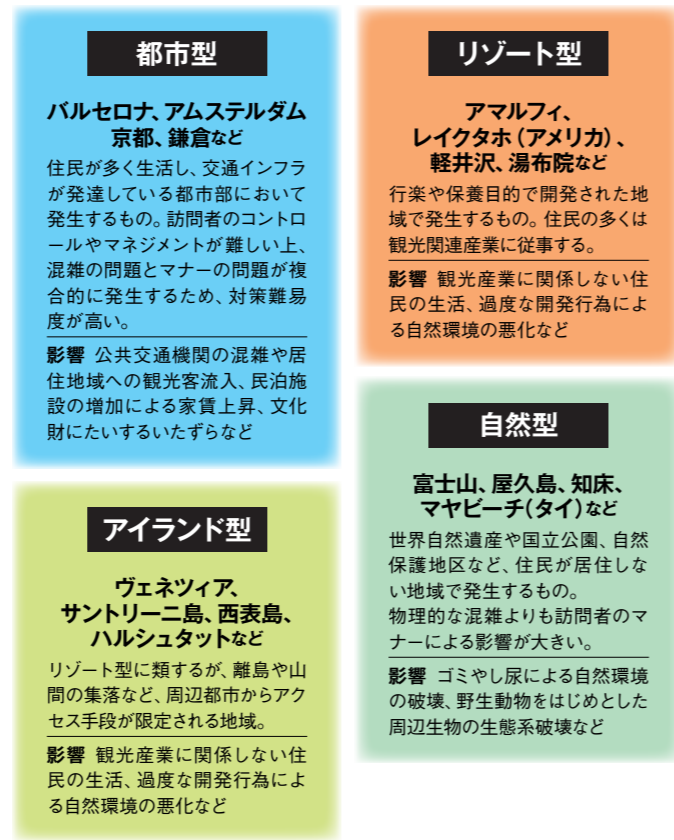 都市型
バルセロナ、アムステルダム
京都、鎌倉など
住民が多く生活し、交通インフラ
が発達している都市部において
発生するもの。訪問者のコントロ
ールやマネジメントが難しい上、
混雑の問題とマナーの問題が複
合的に発生するため、対策難易
度が高い。
影響 公共交通機関の混雑や居
住地域への観光客流入、民泊施
設の増加による家賃上昇、文化
財にたいするいたずらなど
アイランド型
ヴェネツィア、
サントリーニ島、西表島、
ハルシュタットなど
リゾート型に類するが、離島や山
間の集落など、周辺都市からアク
セス手段が限定される地域。
影響 観光産業に関係しない住
民の生活、過度な開発行為によ
る自然環境の悪化など
リゾート型
アマルフィ、
レイクタホ（アメリカ）、
軽井沢、湯布院など
行楽や保養目的で開発された地
域で発生するもの。住民の多くは
観光関連産業に従事する。
影響 観光産業に関係しない住
民の生活、過度な開発行為によ
る自然環境の悪化など
自然型
富士山、屋久島、知床、
マヤビーチ（タイ）など
世界自然遺産や国立公園、自然
保護地区など、住民が居住しな
い地域で発生するもの。
物理的な混雑よりも訪問者のマ
ナーによる影響が大きい。
影響 ゴミやし尿による自然環境
の破壊、野生動物をはじめとした
周辺生物の生態系破壊など